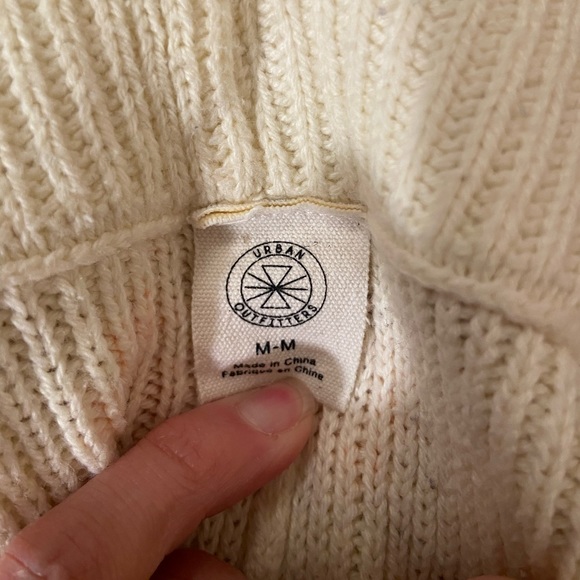 URBAN
OUTFITTERS
M-M
Made in China
Fabriqué en Chine